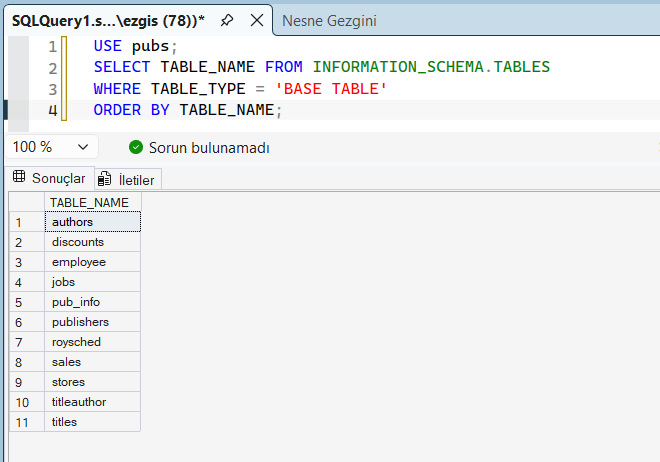 SQLQuery1.s...\ezgis (78))* Nesne Gezgini
1 USE pubs;
2 SELECT TABLE_NAME FROM INFORMATION_SCHEMA.TABLES
3 WHERE TABLE_TYPE = 'BASE TABLE'
4 ORDER BY TABLE_NAME;
100 % Sorun bulunamadı
Sonuçlar İletiler
TABLE_NAME
1 authors
2 discounts
3 employee
4 jobs
5 pub_info
6 publishers
7 roysched
8 sales
9 stores
10 titleauthor
11 titles